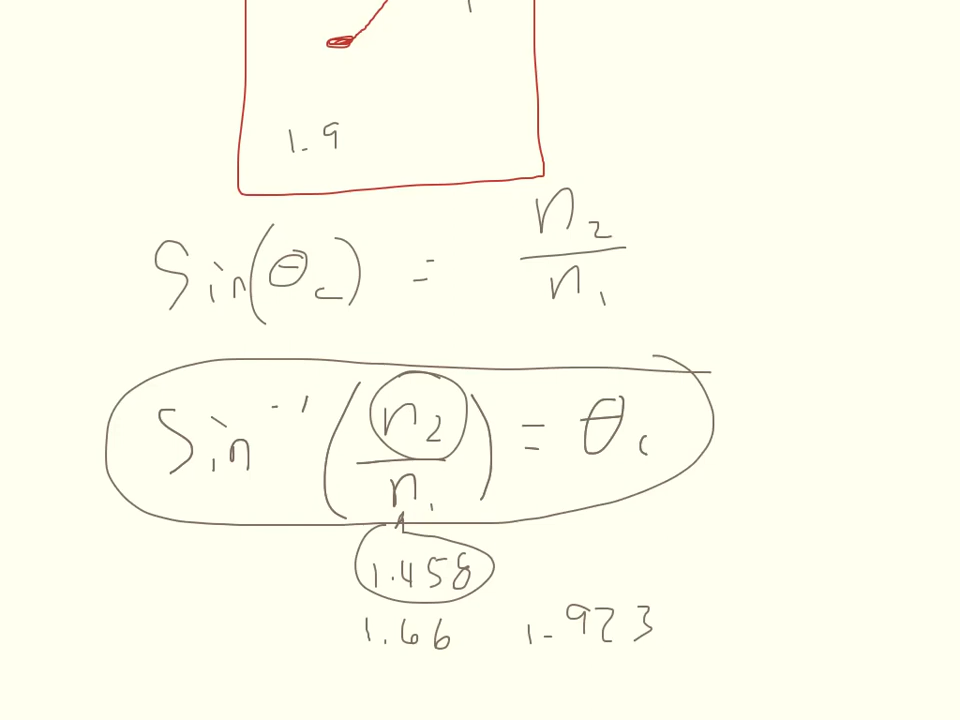 1.9
Sin(θc) = n2/n1
Sin⁻¹(n2/n1) = θc
1.458
1.66 1.923